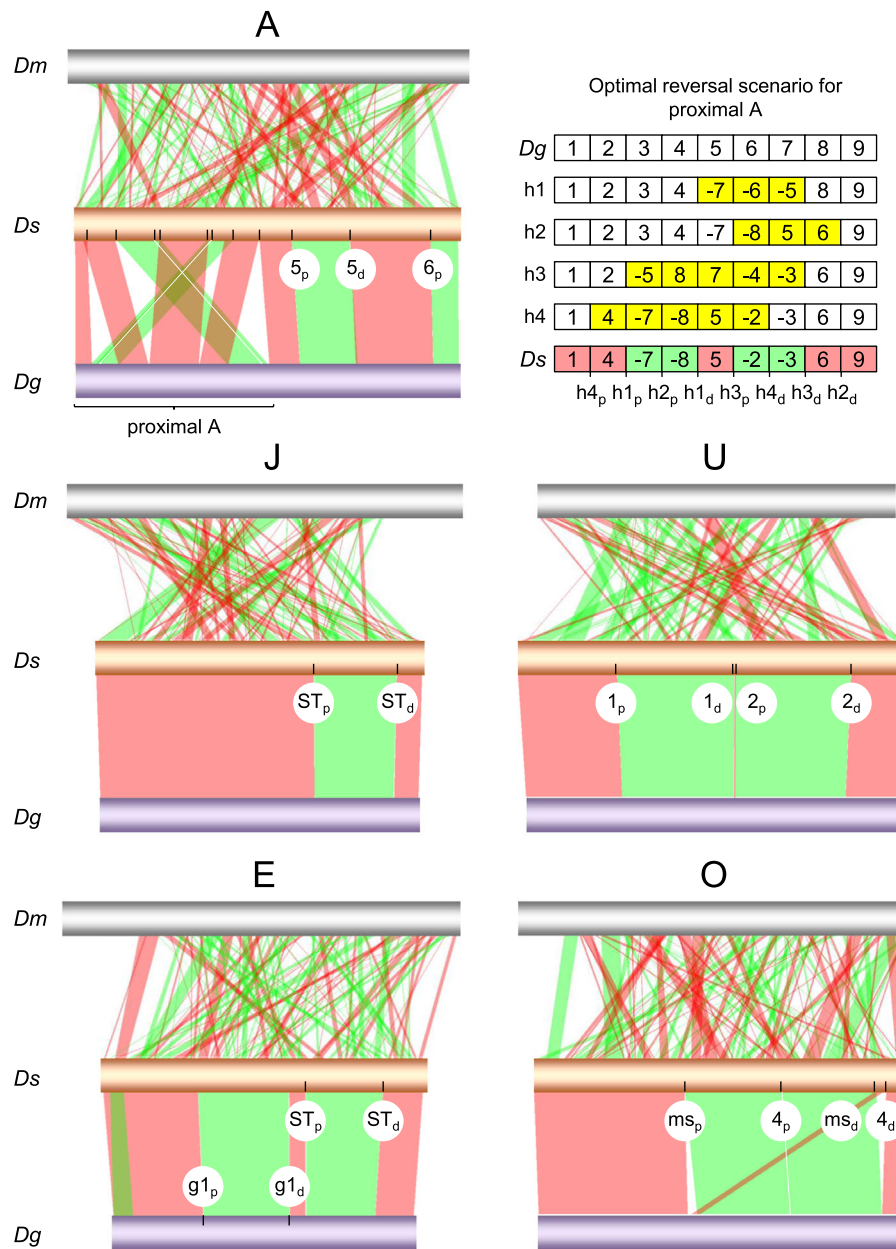 A
Dm
Ds
5p 5d 6p
Dg
proximal A
Optimal reversal scenario for
proximal A
Dg 1 2 3 4 5 6 7 8 9
h1 1 2 3 4 -7 -6 -5 8 9
h2 1 2 3 4 -7 -8 5 6 9
h3 1 2 -5 8 7 -4 -3 6 9
h4 1 4 -7 -8 5 -2 -3 6 9
Ds 1 4 -7 -8 5 -2 -3 6 9
h4p h1p h2p h1d h3p h4d h3d h2d
J
Dm
Ds
STp STd
Dg
U
1p 1d 2p 2d
E
Dm
Ds
STp STd
g1p g1d
Dg
O
msp 4p msd 4d